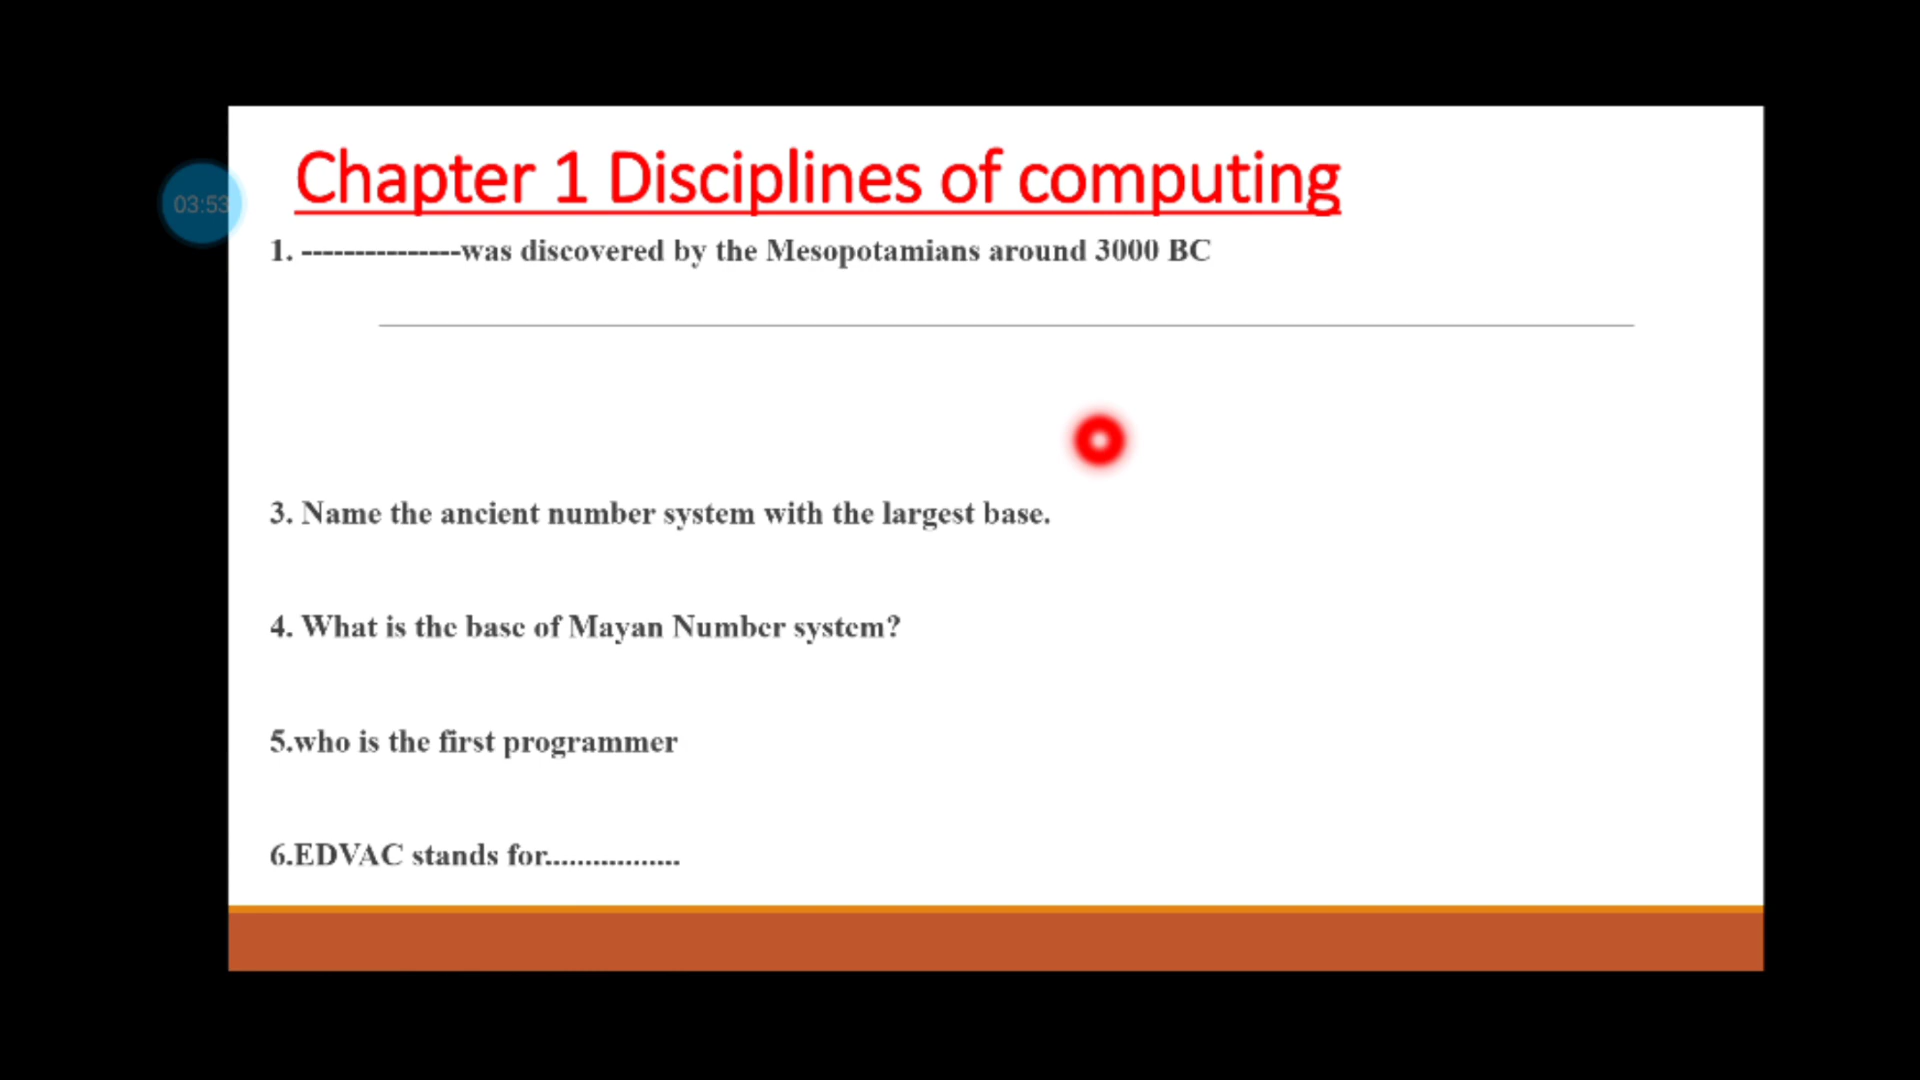 Chapter 1 Disciplines of computing
03:53
1. ---------------was discovered by the Mesopotamians around 3000 BC
3. Name the ancient number system with the largest base.
4. What is the base of Mayan Number system?
5.who is the first programmer
6.EDVAC stands for.................